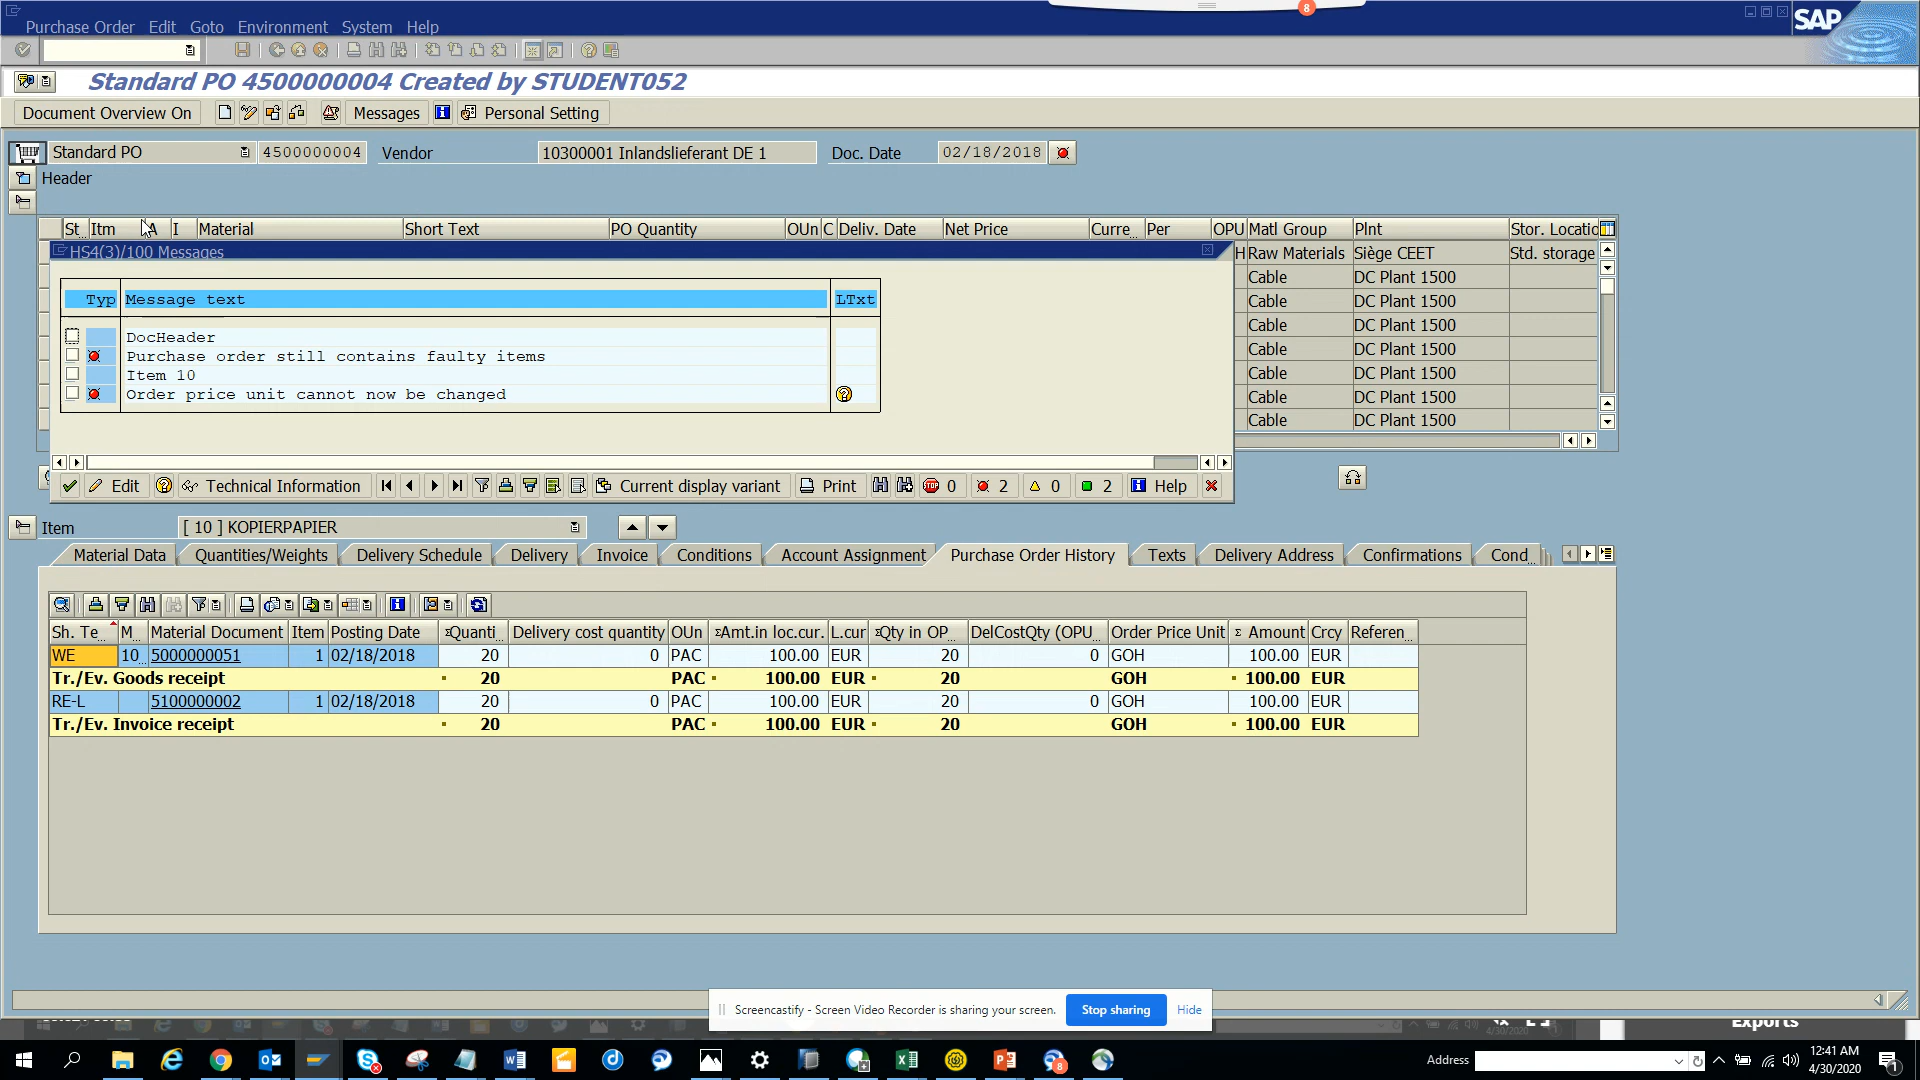 8
Purchase Order Edit Goto Environment System Help
SAP
Standard PO 4500000004 Created by STUDENT052
Document Overview On Messages Personal Setting
Standard PO 4500000004 Vendor 10300001 Inlandslieferant DE 1 Doc. Date 02/18/2018
Header
St... Itm A I Material Short Text PO Quantity OUn C Deliv. Date Net Price Curre... Per OPU Matl Group Plnt Stor. Locatio
HS4(3)/100 Messages
H Raw Materials Siège CEET Std. storage
Cable DC Plant 1500
Cable DC Plant 1500
Cable DC Plant 1500
Cable DC Plant 1500
Cable DC Plant 1500
Cable DC Plant 1500
Cable DC Plant 1500
Typ Message text LTxt
DocHeader
Purchase order still contains faulty items
Item 10
Order price unit cannot now be changed
Edit Technical Information Current display variant Print STOP 0 2 0 2 Help
Item [ 10 ] KOPIERPAPIER
Material Data Quantities/Weights Delivery Schedule Delivery Invoice Conditions Account Assignment Purchase Order History Texts Delivery Address Confirmations Cond...
Sh. Te... M... Material Document Item Posting Date ΣQuanti... Delivery cost quantity OUn ΣAmt.in loc.cur. L.cur ΣQty in OP... DelCostQty (OPU... Order Price Unit Σ Amount Crcy Referen...
WE 10... 5000000051 1 02/18/2018 20 0 PAC 100.00 EUR 20 0 GOH 100.00 EUR
Tr./Ev. Goods receipt 20 PAC 100.00 EUR 20 GOH 100.00 EUR
RE-L 5100000002 1 02/18/2018 20 0 PAC 100.00 EUR 20 0 GOH 100.00 EUR
Tr./Ev. Invoice receipt 20 PAC 100.00 EUR 20 GOH 100.00 EUR
Screencastify - Screen Video Recorder is sharing your screen. Stop sharing Hide
Exports
Address
8
12:41 AM
4/30/2020
1